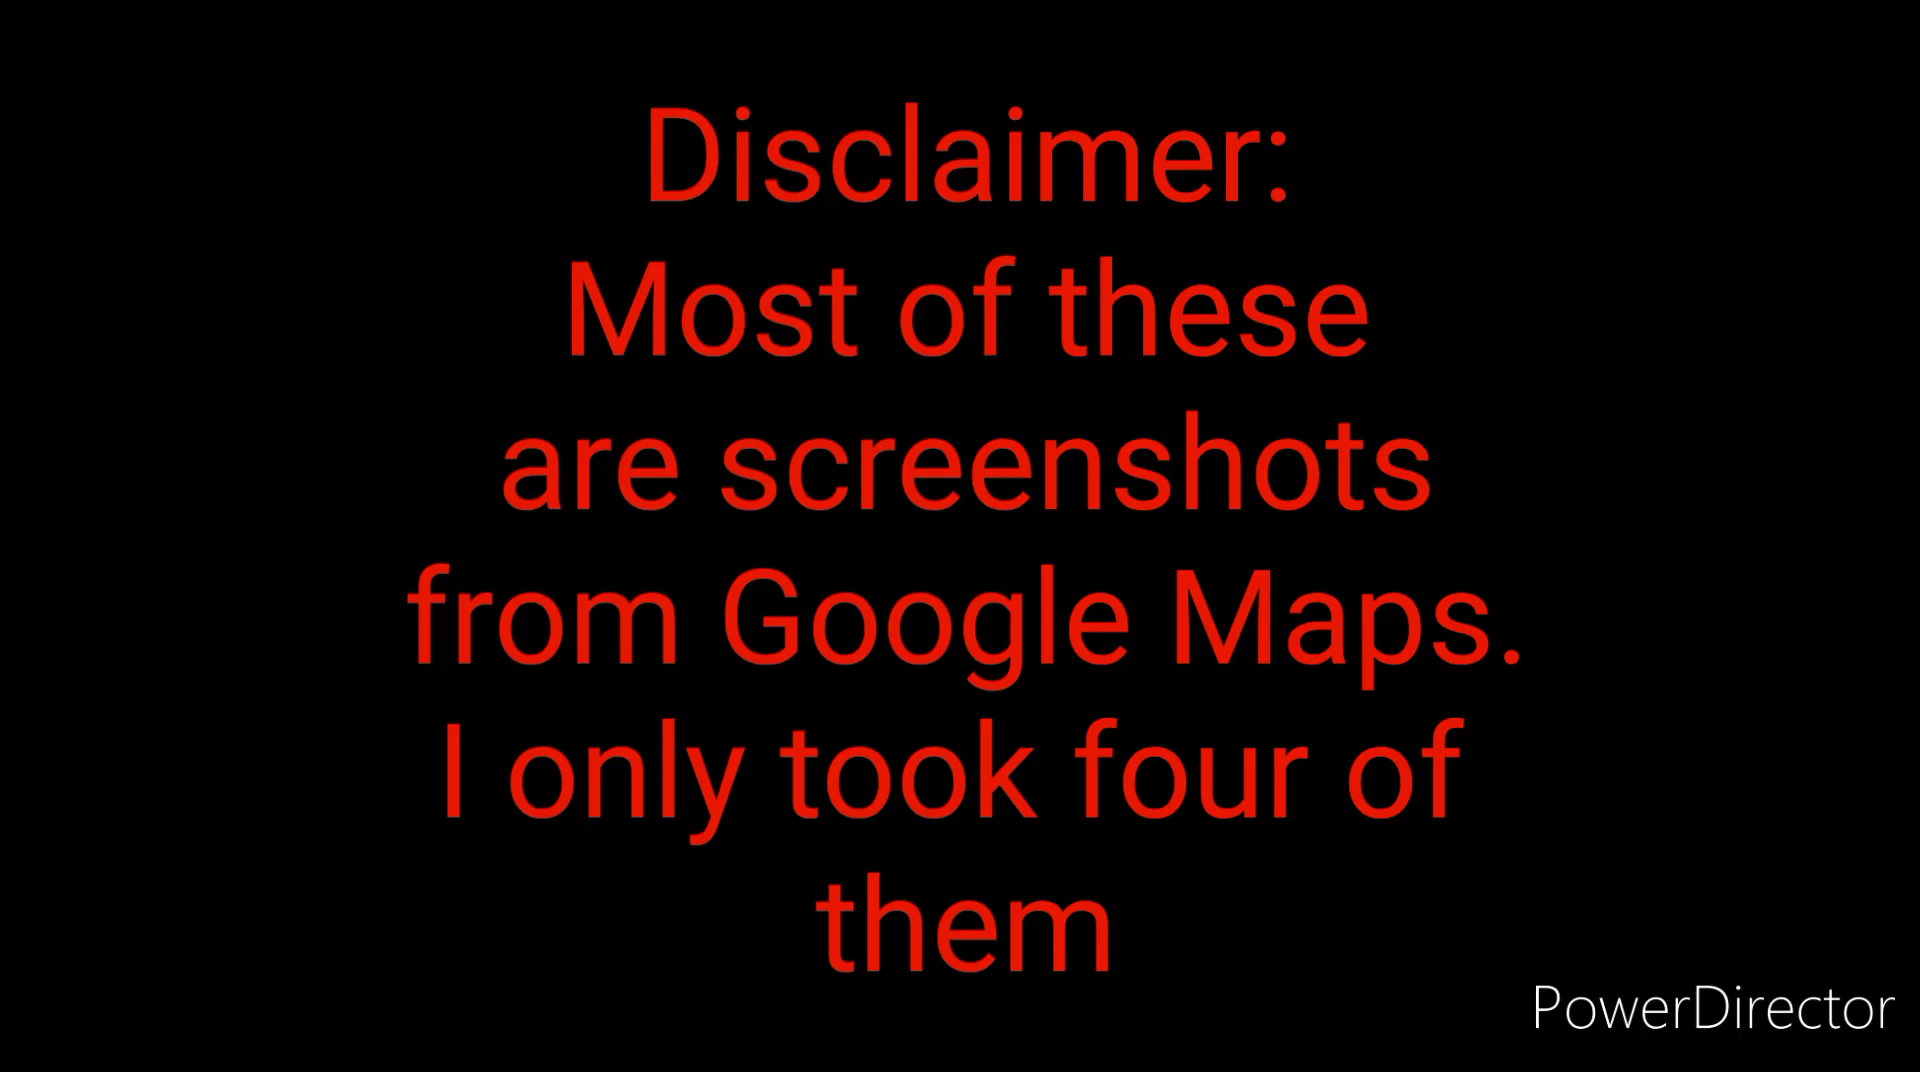 Disclaimer:
Most of these
are screenshots
from Google Maps.
I only took four of
them
PowerDirector